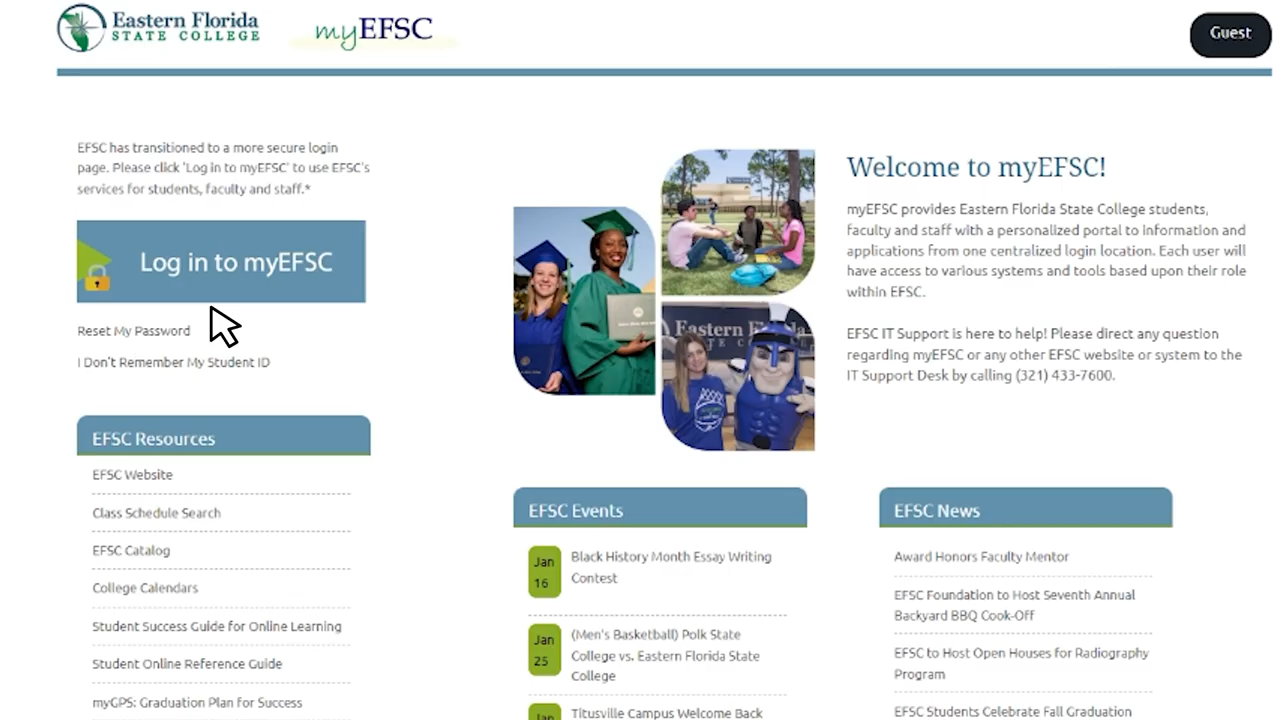 Eastern Florida
STATE COLLEGE
myEFSC
Guest
EFSC has transitioned to a more secure login
page. Please click 'Log in to myEFSC' to use EFSC's
services for students, faculty and staff.*
Log in to myEFSC
Reset My Password
I Don't Remember My Student ID
EFSC Resources
EFSC Website
Class Schedule Search
EFSC Catalog
College Calendars
Student Success Guide for Online Learning
Student Online Reference Guide
myGPS: Graduation Plan for Success
Eastern Florida
Welcome to myEFSC!
myEFSC provides Eastern Florida State College students,
faculty and staff with a personalized portal to information and
applications from one centralized login location. Each user will
have access to various systems and tools based upon their role
within EFSC.
EFSC IT Support is here to help! Please direct any question
regarding myEFSC or any other EFSC website or system to the
IT Support Desk by calling (321) 433-7600.
EFSC Events
Jan
16
Black History Month Essay Writing
Contest
Jan
25
(Men's Basketball) Polk State
College vs. Eastern Florida State
College
Jan
Titusville Campus Welcome Back
EFSC News
Award Honors Faculty Mentor
EFSC Foundation to Host Seventh Annual
Backyard BBQ Cook-Off
EFSC to Host Open Houses for Radiography
Program
EFSC Students Celebrate Fall Graduation